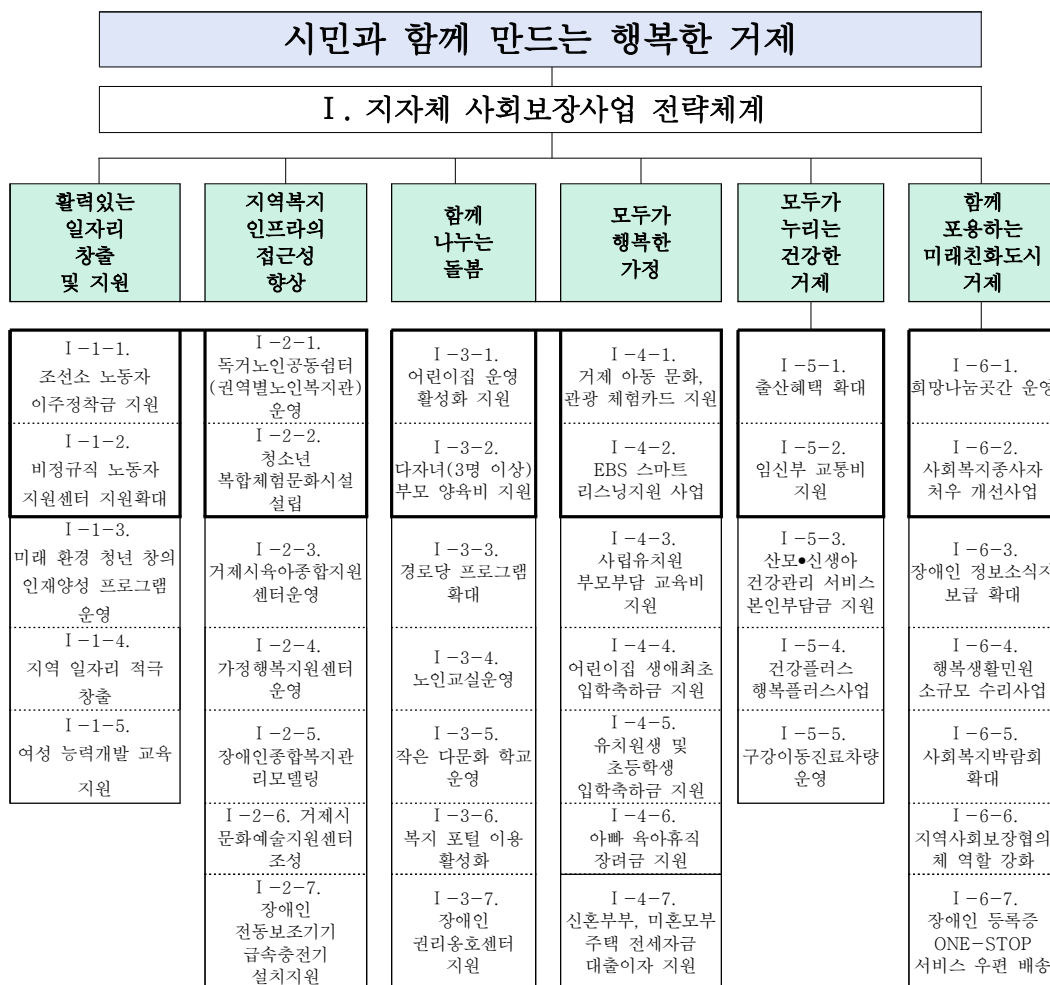 시민과 함께 만드는 행복한 거제
Ⅰ. 지자체 사회보장사업 전략체계
활력있는
일자리
창출
및 지원
지역복지
인프라의
접근성
향상
함께
나누는
돌봄
모두가
행복한
가정
모두가
누리는
건강한
거제
함께
포용하는
미래친화도시
거제
Ⅰ-1-1.
조선소 노동자
이주정착금 지원
Ⅰ-1-2.
비정규직 노동자
지원센터 지원확대
Ⅰ-1-3.
미래 환경 청년 창의
인재양성 프로그램
운영
Ⅰ-1-4.
지역 일자리 적극
창출
Ⅰ-1-5.
여성 능력개발 교육
지원
Ⅰ-2-1.
독거노인공동쉼터
(권역별노인복지관)
운영
Ⅰ-2-2.
청소년
복합체험문화시설
설립
Ⅰ-2-3.
거제시육아종합지원
센터운영
Ⅰ-2-4.
가정행복지원센터
운영
Ⅰ-2-5.
장애인종합복지관
리모델링
Ⅰ-2-6. 거제시
문화예술지원센터
조성
Ⅰ-2-7.
장애인
전동보조기기
급속충전기
설치지원
Ⅰ-3-1.
어린이집 운영
활성화 지원
Ⅰ-3-2.
다자녀(3명 이상)
부모 양육비 지원
Ⅰ-3-3.
경로당 프로그램
확대
Ⅰ-3-4.
노인교실운영
Ⅰ-3-5.
작은 다문화 학교
운영
Ⅰ-3-6.
복지 포털 이용
활성화
Ⅰ-3-7.
장애인
권리옹호센터
지원
Ⅰ-4-1.
거제 아동 문화,
관광 체험카드 지원
Ⅰ-4-2.
EBS 스마트
리스닝지원 사업
Ⅰ-4-3.
사립유치원
부모부담 교육비
지원
Ⅰ-4-4.
어린이집 생애최초
입학축하금 지원
Ⅰ-4-5.
유치원생 및
초등학생
입학축하금 지원
Ⅰ-4-6.
아빠 육아휴직
장려금 지원
Ⅰ-4-7.
신혼부부, 미혼모부
주택 전세자금
대출이자 지원
Ⅰ-5-1.
출산혜택 확대
Ⅰ-5-2.
임신부 교통비
지원
Ⅰ-5-3.
산모•신생아
건강관리 서비스
본인부담금 지원
Ⅰ-5-4.
건강플러스
행복플러스사업
Ⅰ-5-5.
구강이동진료차량
운영
Ⅰ-6-1.
희망나눔곳간 운영
Ⅰ-6-2.
사회복지종사자
처우 개선사업
Ⅰ-6-3.
장애인 정보소식지
보급 확대
Ⅰ-6-4.
행복생활민원
소규모 수리사업
Ⅰ-6-5.
사회복지박람회
확대
Ⅰ-6-6.
지역사회보장협의
체 역할 강화
Ⅰ-6-7.
장애인 등록증
ONE-STOP
서비스 우편 배송